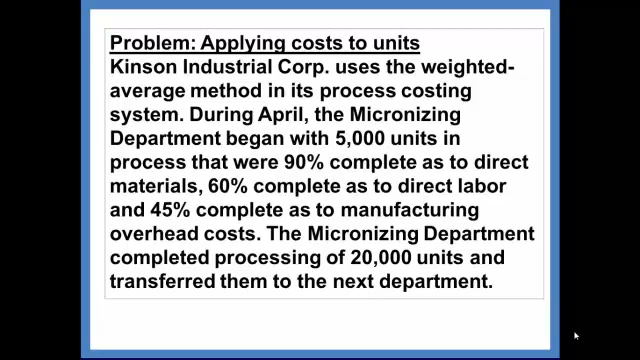 Problem: Applying costs to units
Kinson Industrial Corp. uses the weighted-
average method in its process costing
system. During April, the Micronizing
Department began with 5,000 units in
process that were 90% complete as to direct
materials, 60% complete as to direct labor
and 45% complete as to manufacturing
overhead costs. The Micronizing Department
completed processing of 20,000 units and
transferred them to the next department.